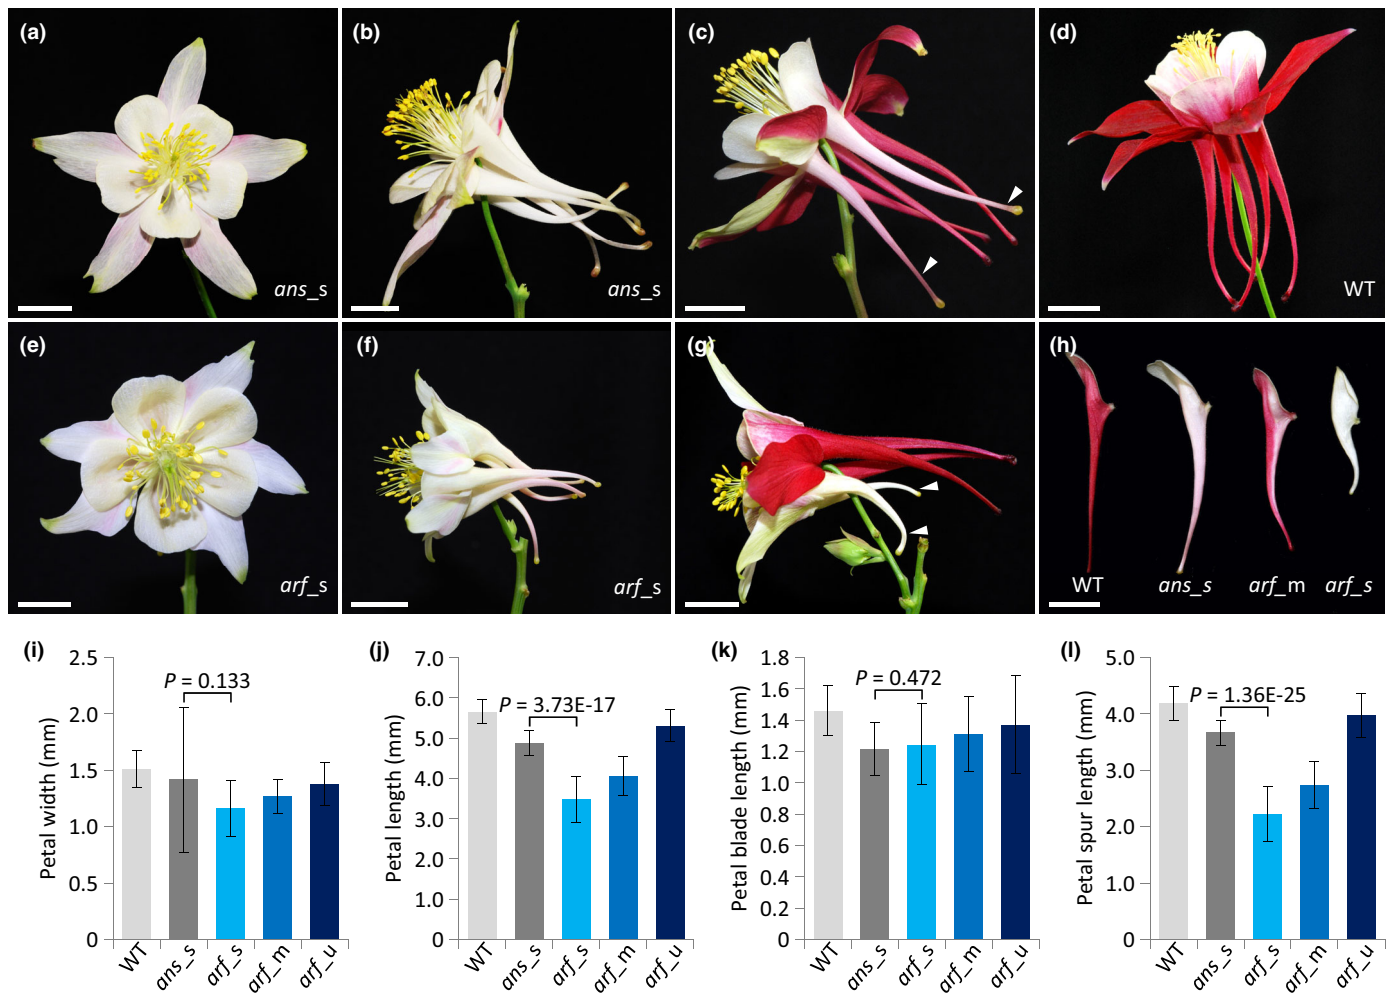 (a)
ans_s
(b)
ans_s
(c)
(d)
WT
(e)
arf_s
(f)
arf_s
(g)
(h)
WT
ans_s
arf_m
arf_s
(i)
Petal width (mm)
2.5
2.0
1.5
1.0
0.5
0
P = 0.133
WT
ans_s
arf_s
arf_m
arf_u
(j)
Petal length (mm)
7.0
6.0
5.0
4.0
3.0
2.0
1.0
0
P = 3.73E-17
WT
ans_s
arf_s
arf_m
arf_u
(k)
Petal blade length (mm)
1.8
1.6
1.4
1.2
1.0
0.8
0.6
0.4
0.2
0
P = 0.472
WT
ans_s
arf_s
arf_m
arf_u
(l)
Petal spur length (mm)
5.0
4.0
3.0
2.0
1.0
0
P = 1.36E-25
WT
ans_s
arf_s
arf_m
arf_u